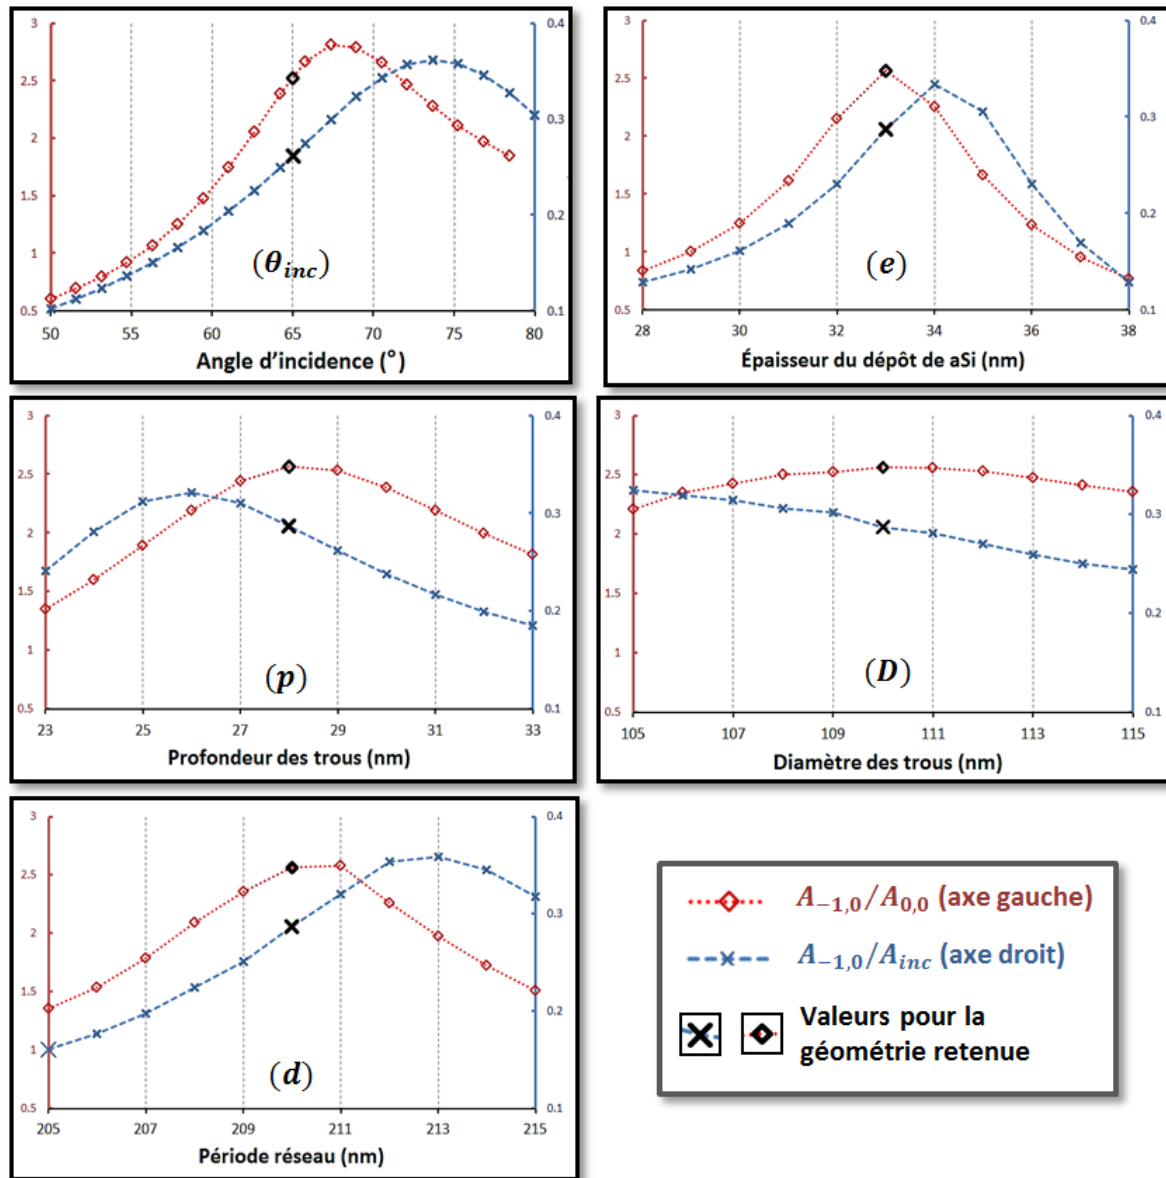 3
2.5
2
1.5
1
0.5
0.4
0.3
0.2
0.1
(θinc)
50 55 60 65 70 75 80
Angle d'incidence (°)
3
2.5
2
1.5
1
0.5
0.4
0.3
0.2
0.1
(e)
28 30 32 34 36 38
Épaisseur du dépôt de aSi (nm)
3
2.5
2
1.5
1
0.5
0.4
0.3
0.2
0.1
(p)
23 25 27 29 31 33
Profondeur des trous (nm)
3
2.5
2
1.5
1
0.5
0.4
0.3
0.2
0.1
(D)
105 107 109 111 113 115
Diamètre des trous (nm)
3
2.5
2
1.5
1
0.5
0.4
0.3
0.2
0.1
(d)
205 207 209 211 213 215
Période réseau (nm)
A−1,0/A0,0 (axe gauche)
A−1,0/Ainc (axe droit)
Valeurs pour la
géométrie retenue